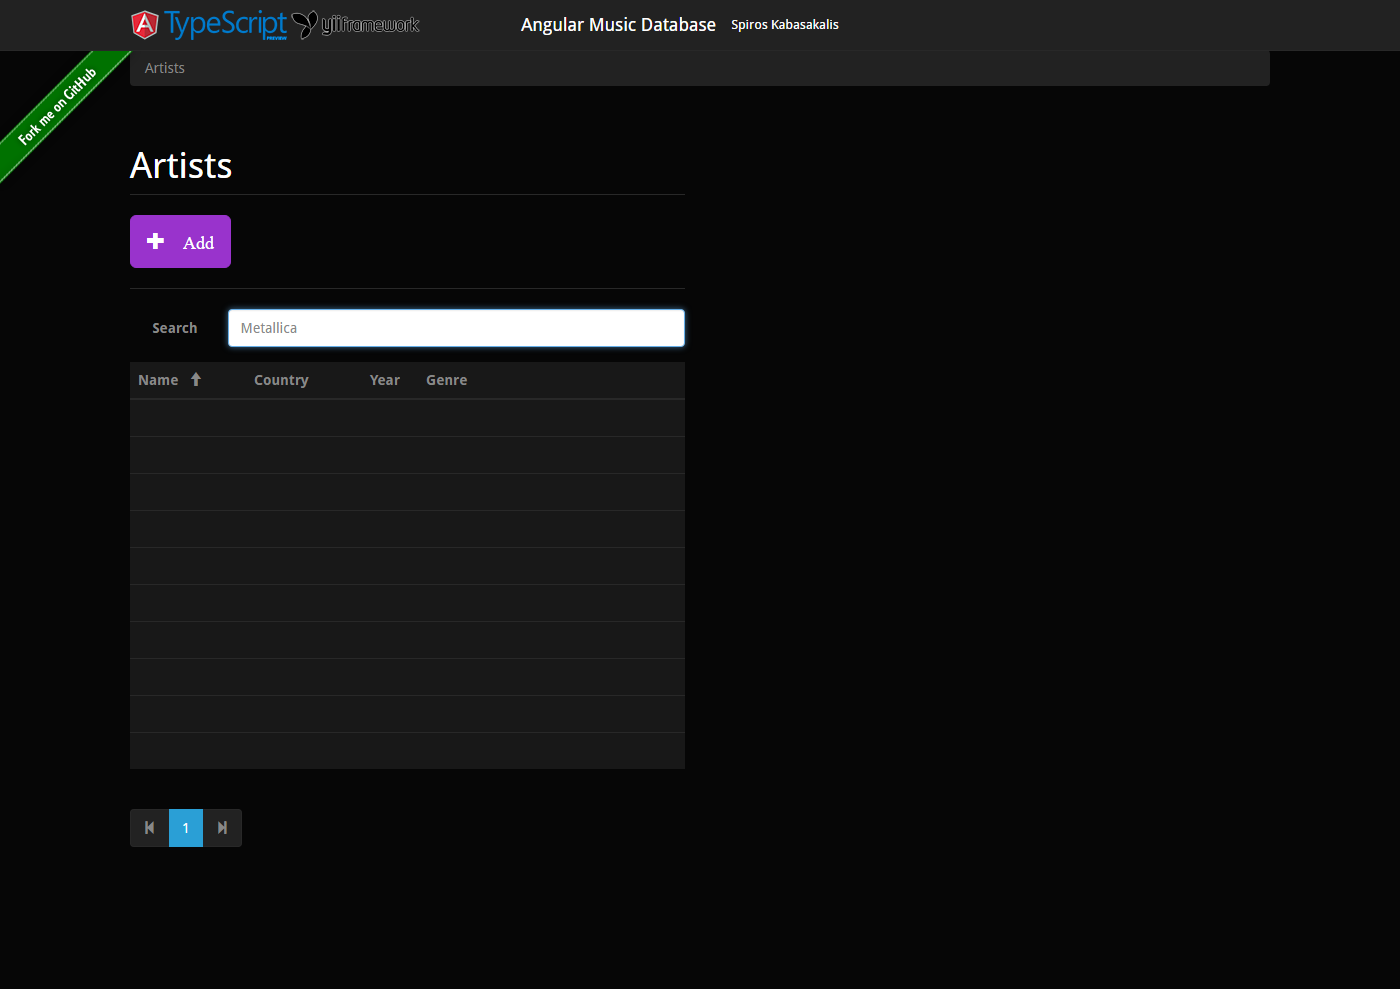 TypeScript
PREVIEW
yiiframework
Angular Music Database
Spiros Kabasakalis
Fork me on GitHub
Artists
Artists
Add
Search
Metallica
Name Country Year Genre
1